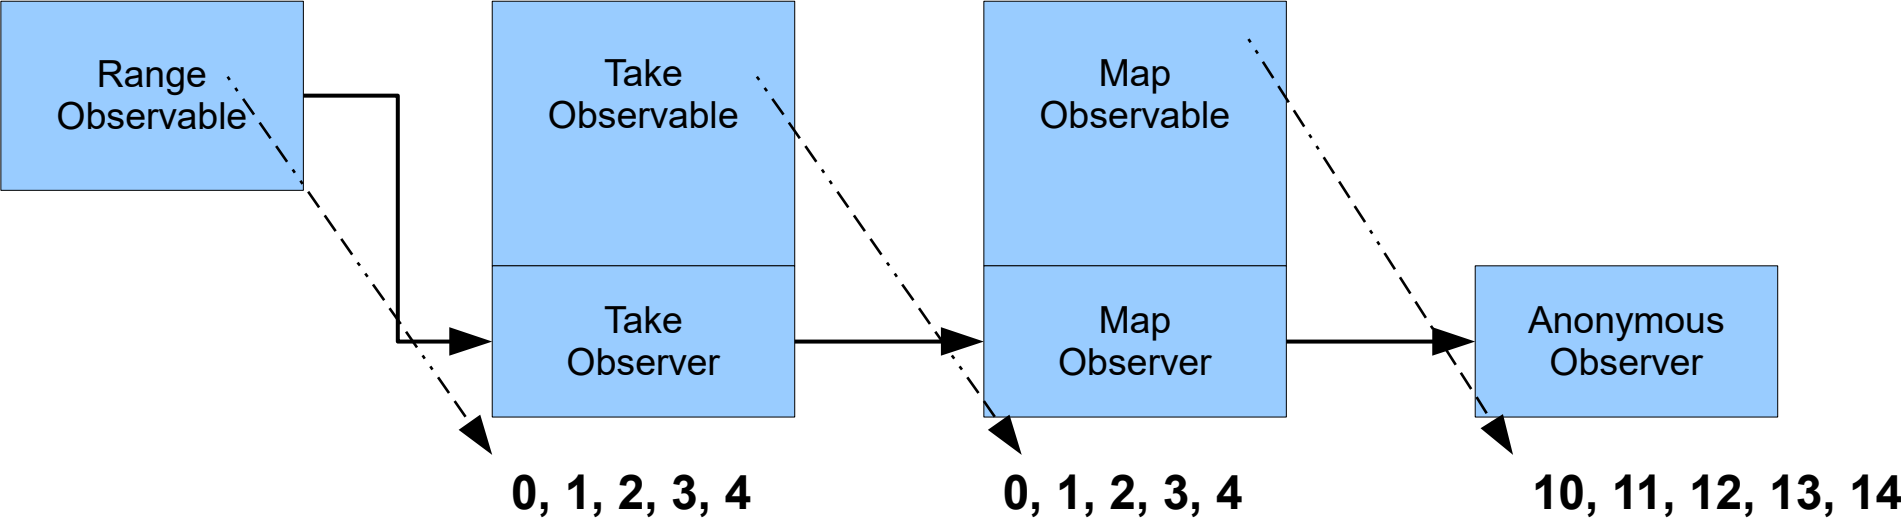 Range
Observable
Take
Observable
Map
Observable
Take
Observer
Map
Observer
Anonymous
Observer
0, 1, 2, 3, 4
0, 1, 2, 3, 4
10, 11, 12, 13, 14